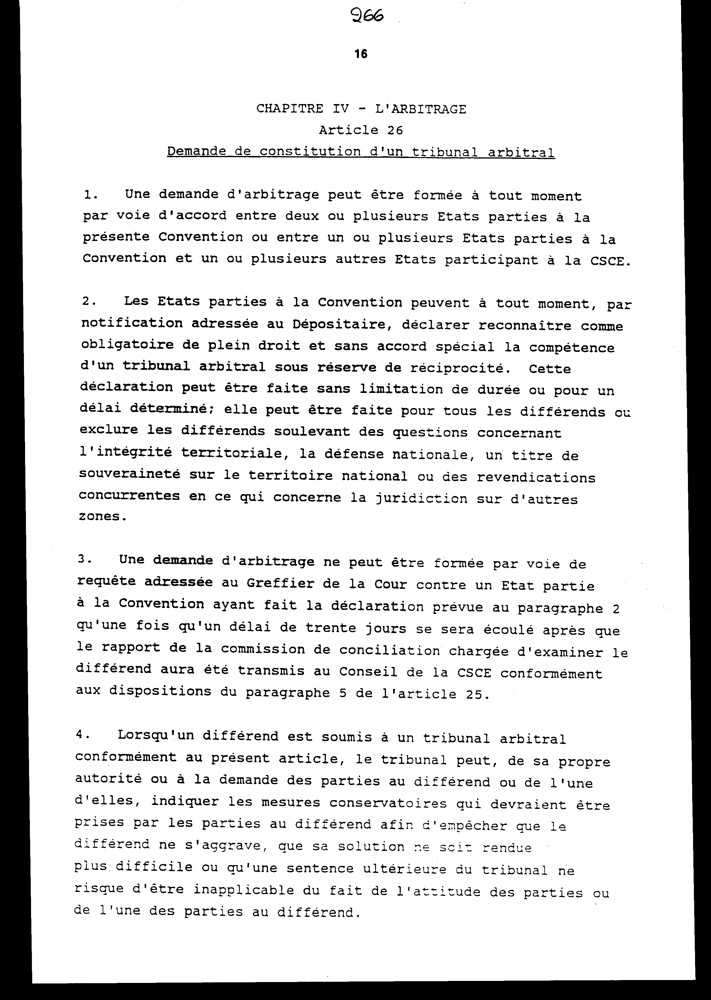 966
16
CHAPITRE IV - L'ARBITRAGE
Article 26
Demande de constitution d'un tribunal arbitral
1. Une demande d'arbitrage peut être formée à tout moment
par voie d'accord entre deux ou plusieurs Etats parties à la
présente Convention ou entre un ou plusieurs Etats parties à la
Convention et un ou plusieurs autres Etats participant à la CSCE.
2. Les Etats parties à la Convention peuvent à tout moment, par
notification adressée au Dépositaire, déclarer reconnaître comme
obligatoire de plein droit et sans accord spécial la compétence
d'un tribunal arbitral sous réserve de réciprocité. Cette
déclaration peut être faite sans limitation de durée ou pour un
délai déterminé; elle peut être faite pour tous les différends ou
exclure les différends soulevant des questions concernant
l'intégrité territoriale, la défense nationale, un titre de
souveraineté sur le territoire national ou des revendications
concurrentes en ce qui concerne la juridiction sur d'autres
zones.
3. Une demande d'arbitrage ne peut être formée par voie de
requête adressée au Greffier de la Cour contre un Etat partie
à la Convention ayant fait la déclaration prévue au paragraphe 2
qu'une fois qu'un délai de trente jours se sera écoulé après que
le rapport de la commission de conciliation chargée d'examiner le
différend aura été transmis au Conseil de la CSCE conformément
aux dispositions du paragraphe 5 de l'article 25.
4. Lorsqu'un différend est soumis à un tribunal arbitral
conformément au présent article, le tribunal peut, de sa propre
autorité ou à la demande des parties au différend ou de l'une
d'elles, indiquer les mesures conservatoires qui devraient être
prises par les parties au différend afin d'empêcher que le
différend ne s'aggrave, que sa solution ne soit rendue
plus difficile ou qu'une sentence ultérieure du tribunal ne
risque d'être inapplicable du fait de l'attitude des parties ou
de l'une des parties au différend.